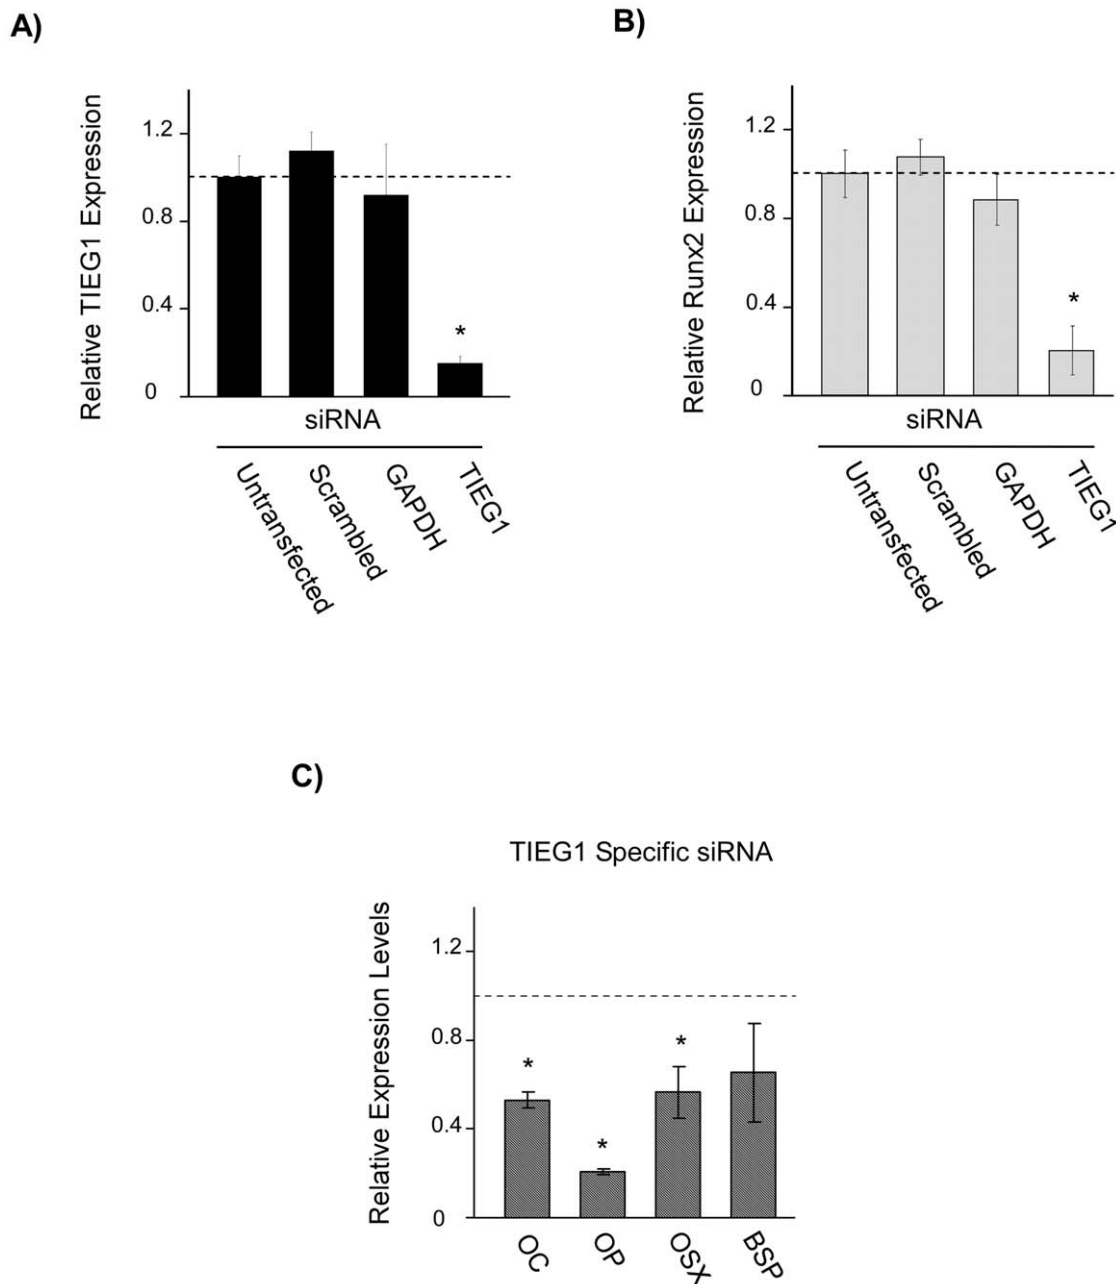 A)
Relative TIEG1 Expression
1.2
0.8
0.4
0
*
siRNA
Untransfected
Scrambled
GAPDH
TIEG1
B)
Relative Runx2 Expression
1.2
0.8
0.4
0
*
siRNA
Untransfected
Scrambled
GAPDH
TIEG1
C)
TIEG1 Specific siRNA
Relative Expression Levels
1.2
0.8
0.4
0
*
*
*
OC
OP
OSX
BSP